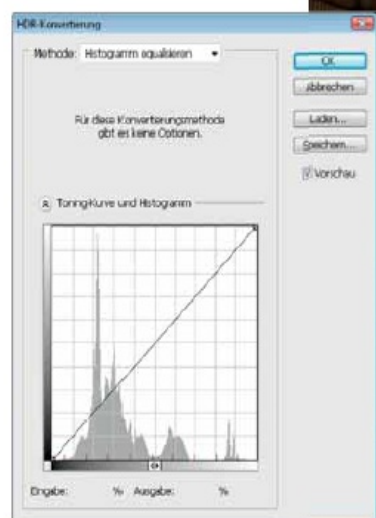 HDR-Konvertierung
Methode: Histogramm equalisieren
OK
Abbrechen
Laden...
Speichern...
Vorschau
Für diese Konvertierungsmethode
gibt es keine Optionen.
Toning-Kurve und Histogramm
Eingabe: % Ausgabe: %